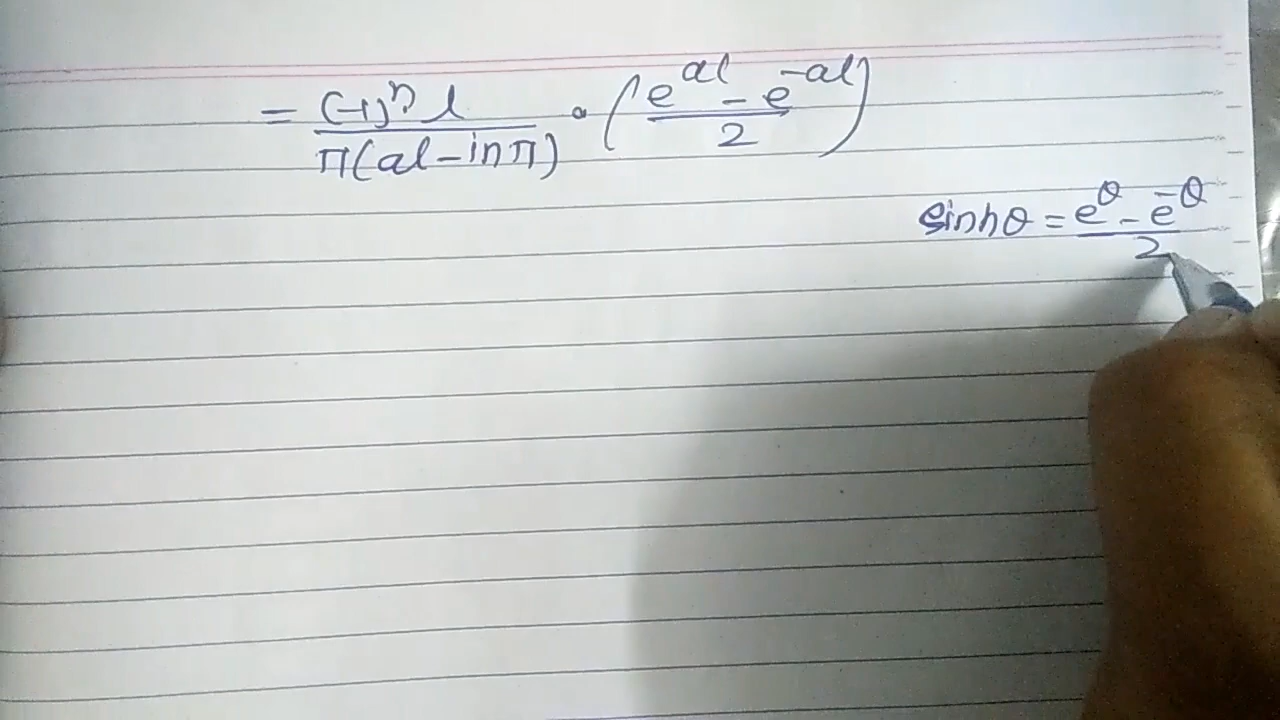 = (-1)ⁿ l / π(al - inπ) • ((e^al - e^-al) / 2)
sinhθ = (e^θ - e^-θ) / 2